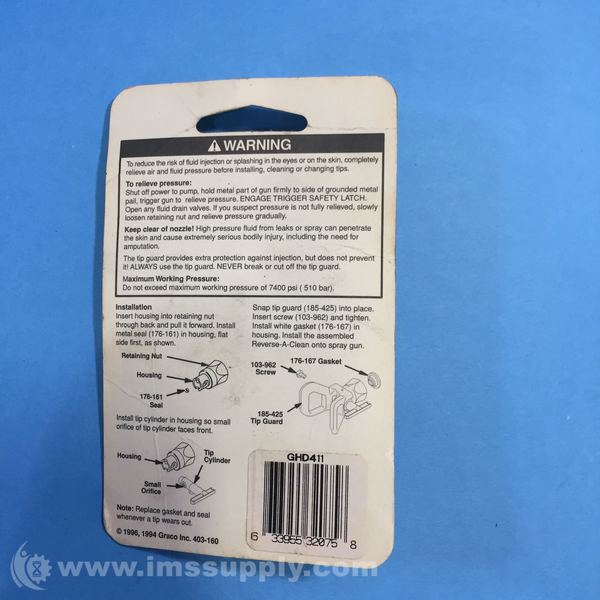 ⚠ WARNING
To reduce the risk of fluid injection or splashing in the eyes or on the skin, completely
relieve air and fluid pressure before installing, cleaning or changing tips.
To relieve pressure:
Shut off power to pump, hold metal part of gun firmly to side of grounded metal
pail, trigger gun to relieve pressure. ENGAGE TRIGGER SAFETY LATCH.
Open any fluid drain valves. If you suspect pressure is not fully relieved, slowly
loosen retaining nut and relieve pressure gradually.
Keep clear of nozzle! High pressure fluid from leaks or spray can penetrate
the skin and cause extremely serious bodily injury, including the need for
amputation.
The tip guard provides extra protection against injection, but does not prevent
it! ALWAYS use the tip guard. NEVER break or cut off the tip guard.
Maximum Working Pressure:
Do not exceed maximum working pressure of 7400 psi ( 510 bar).
Installation
Insert housing into retaining nut
through back and pull it forward. Install
metal seal (176-161) in housing, flat
side first, as shown.
Retaining Nut
Housing
176-161
Seal
Install tip cylinder in housing so small
orifice of tip cylinder faces front.
Housing
Tip
Cylinder
Small
Orifice
Note: Replace gasket and seal
whenever a tip wears out.
© 1996, 1994 Graco Inc. 403-160
Snap tip guard (185-425) into place.
Insert screw (103-962) and tighten.
Install white gasket (176-167) in
housing. Install the assembled
Reverse-A-Clean onto spray gun.
103-962
Screw
176-167 Gasket
185-425
Tip Guard
GHD411
6 33955 32075 8
www.imssupply.com